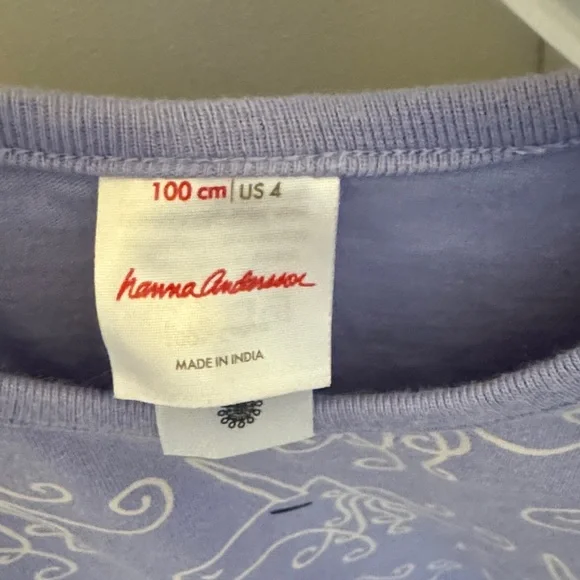 100 cm | US 4
hanna andersson
MADE IN INDIA